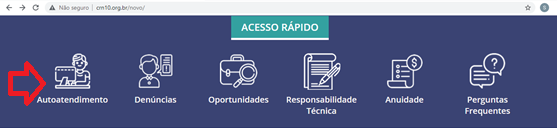 Não seguro | crn10.org.br/novo/
ACESSO RÁPIDO
Autoatendimento
Denúncias
Oportunidades
Responsabilidade
Técnica
Anuidade
Perguntas
Frequentes